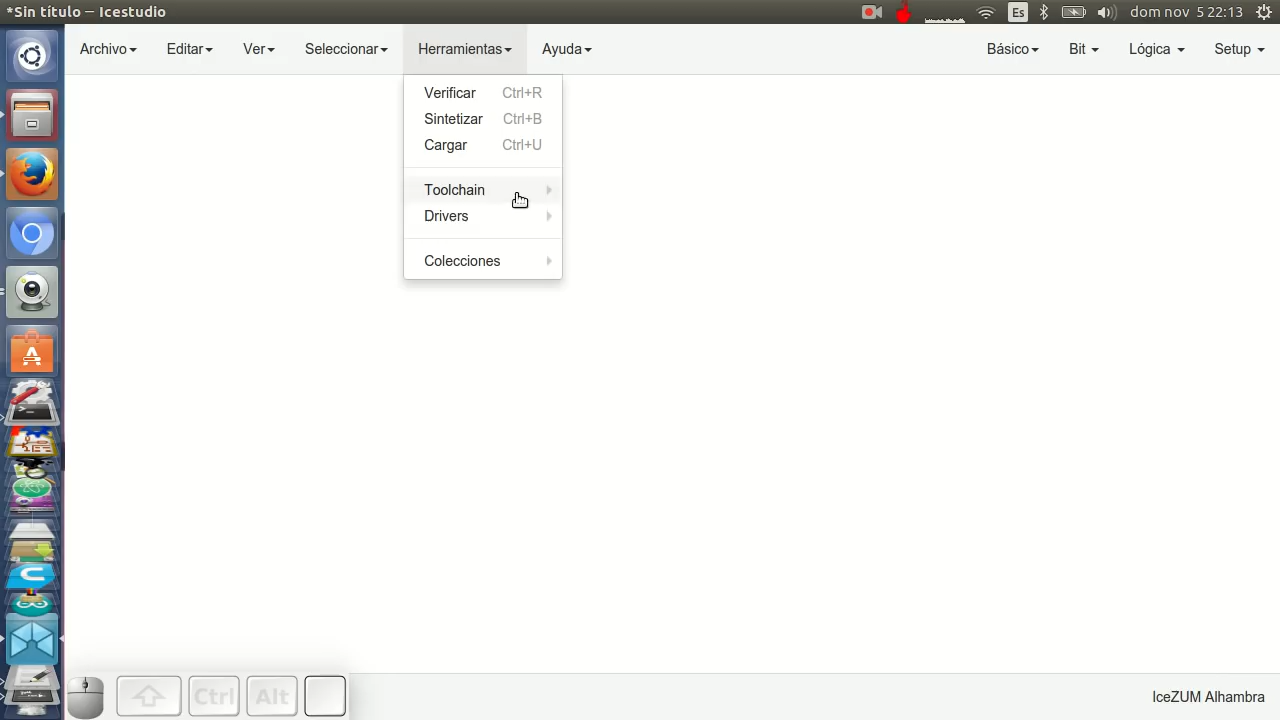 *Sin título — Icestudio
Es
dom nov 5 22:13
Archivo Editar Ver Seleccionar Herramientas Ayuda Básico Bit Lógica Setup
Verificar Ctrl+R
Sintetizar Ctrl+B
Cargar Ctrl+U
Toolchain
Drivers
Colecciones
Ctrl Alt
IceZUM Alhambra